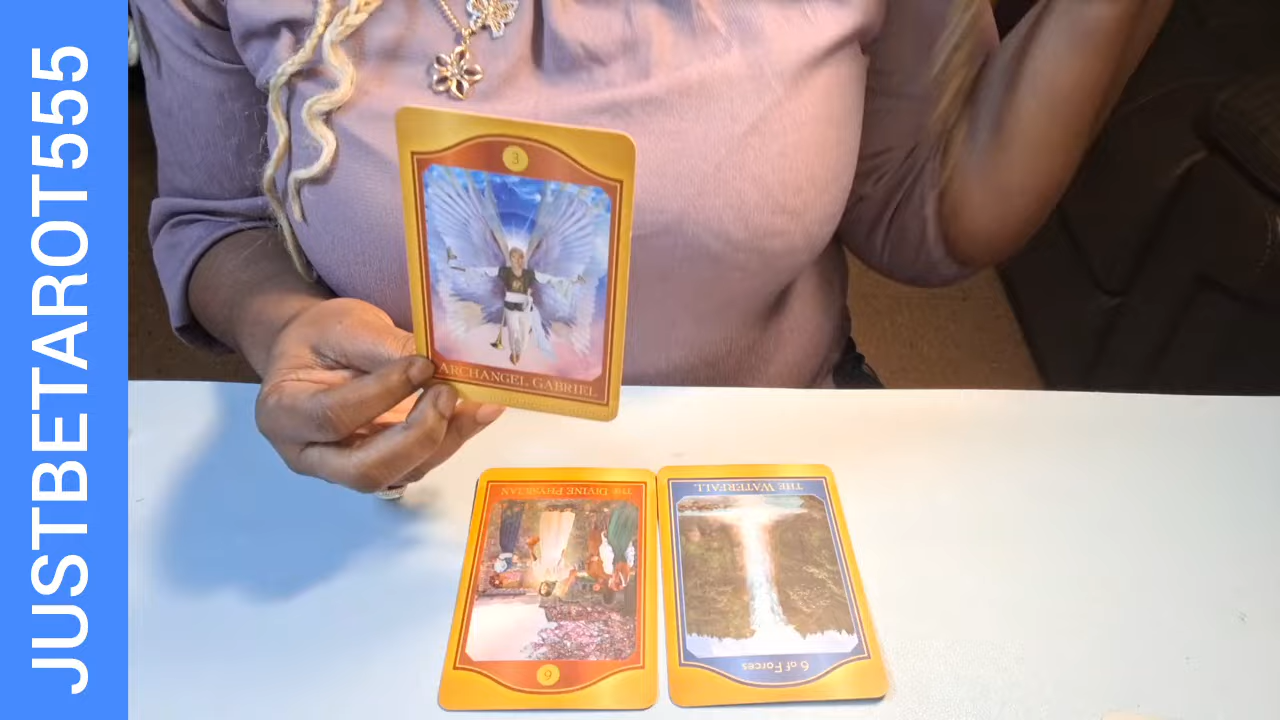 JUSTBETAROT555
3
ARCHANGEL GABRIEL
THE DIVINE PHYSICIAN
6
THE WATERFALL
6 of Forces